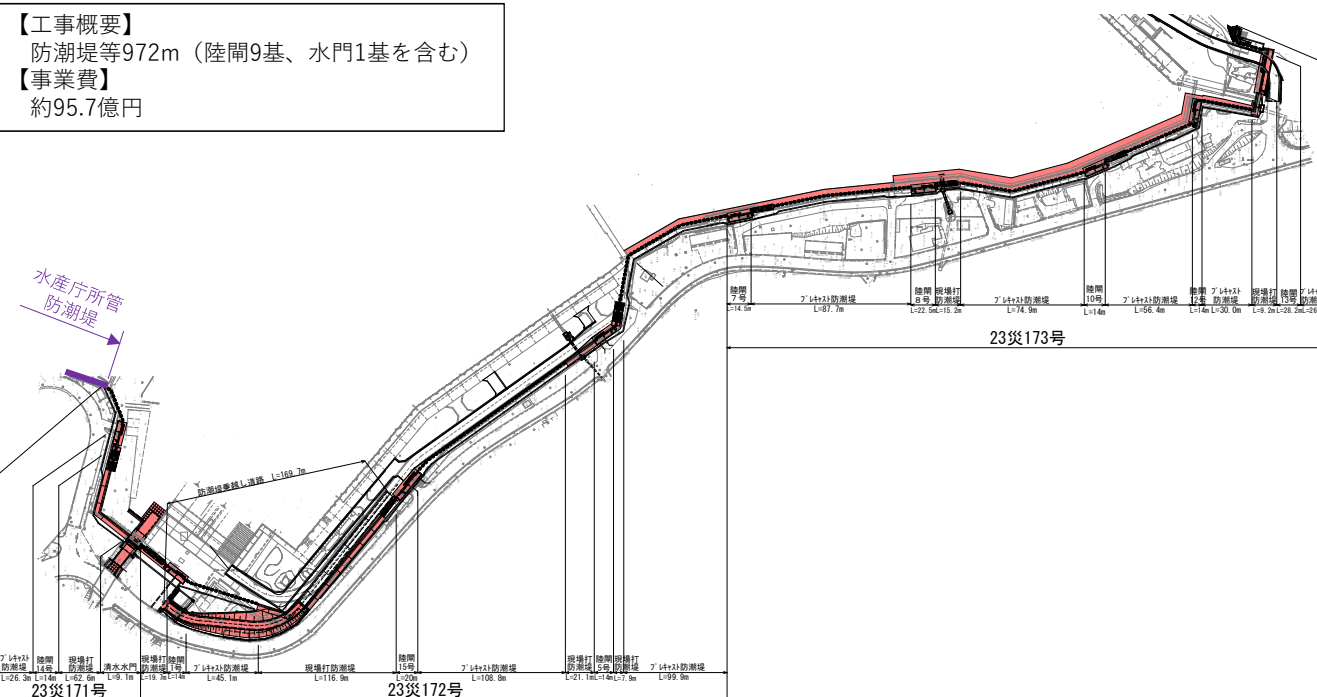 【工事概要】
防潮堤等972m（陸閘9基、水門1基を含む）
【事業費】
約95.7億円
水産庁所管
防潮堤
防潮堤乗越し道路 L=169.7m
陸閘
7号
L=14.5m
プレキャスト防潮堤
L=87.7m
陸閘
8号
L=22.5m
現場打
防潮堤
L=15.2m
プレキャスト防潮堤
L=74.9m
陸閘
10号
L=14m
プレキャスト防潮堤
L=56.4m
陸閘
12号
L=14m
プレキャスト
防潮堤
L=30.0m
現場打
防潮堤
L=9.2m
陸閘
13号
L=28.2m
プレキャ
防潮
L=26
23災173号
プレキャスト
防潮堤
L=26.3m
陸閘
14号
L=14m
現場打
防潮堤
L=62.6m
清水水門
L=9.1m
現場打
防潮堤
L=19.7m
陸閘
1号
L=14m
プレキャスト防潮堤
L=45.1m
現場打防潮堤
L=116.9m
陸閘
15号
L=20m
プレキャスト防潮堤
L=108.8m
現場打
防潮堤
L=21.1m
陸閘
5号
L=14m
現場打
防潮堤
L=7.9m
プレキャスト防潮堤
L=99.9m
23災171号
23災172号